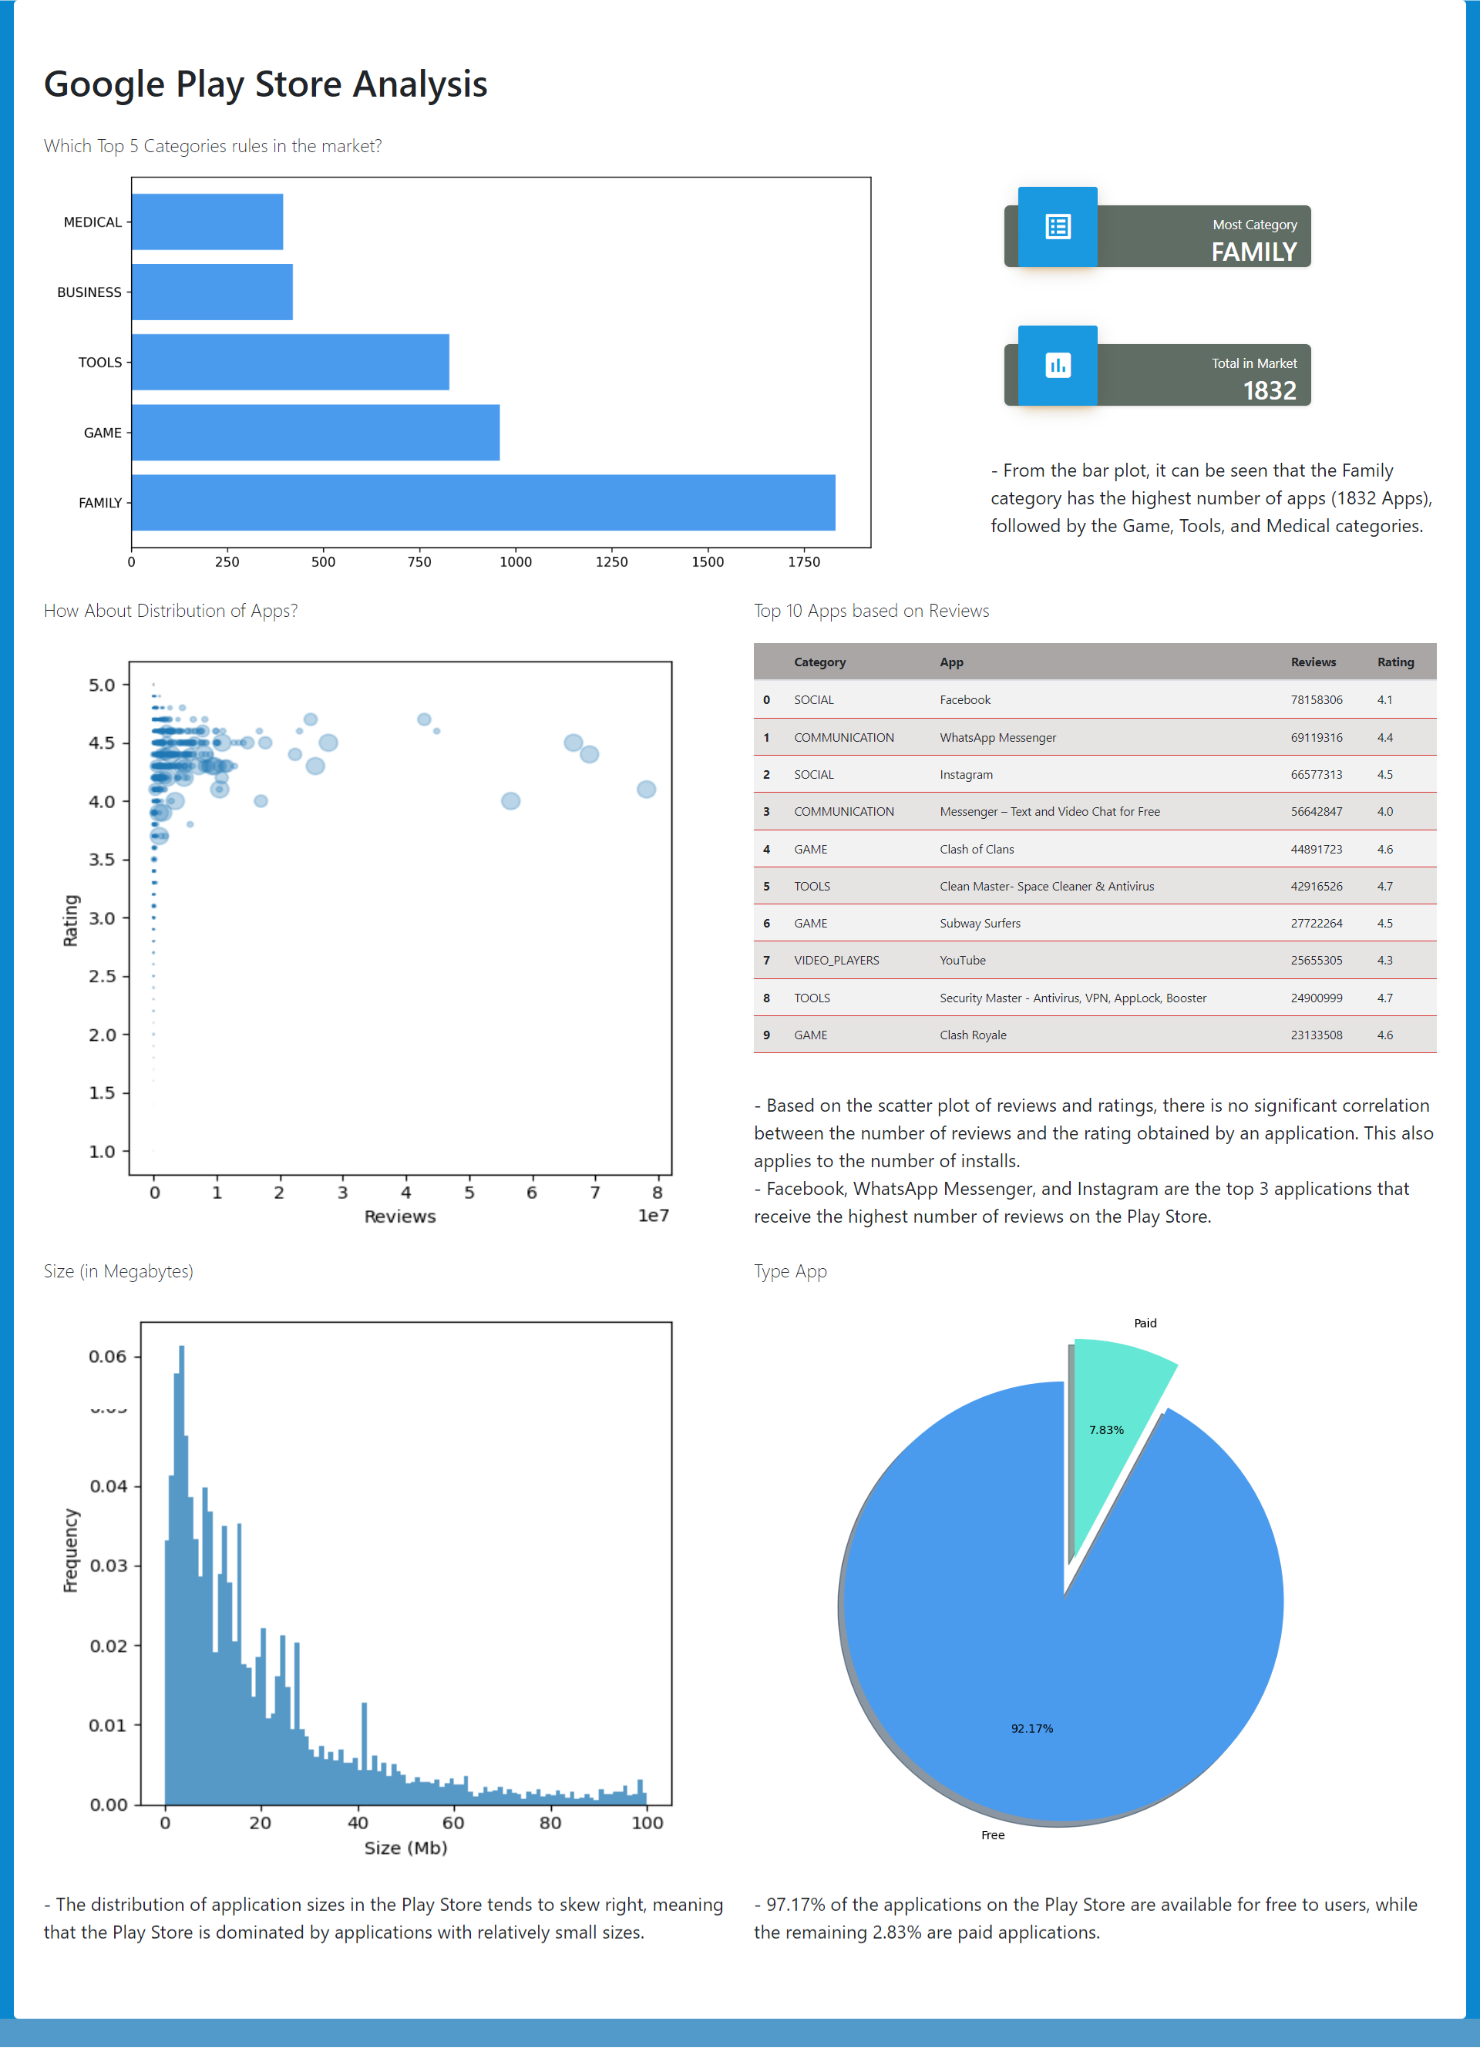 Google Play Store Analysis
Which Top 5 Categories rules in the market?
MEDICAL
BUSINESS
TOOLS
GAME
FAMILY
0 250 500 750 1000 1250 1500 1750
Most Category
FAMILY
Total in Market
1832
- From the bar plot, it can be seen that the Family
category has the highest number of apps (1832 Apps),
followed by the Game, Tools, and Medical categories.
How About Distribution of Apps?
5.0
4.5
4.0
3.5
3.0
2.5
2.0
1.5
1.0
Rating
0 1 2 3 4 5 6 7 8
Reviews 1e7
Top 10 Apps based on Reviews
Category App Reviews Rating
0 SOCIAL Facebook 78158306 4.1
1 COMMUNICATION WhatsApp Messenger 69119316 4.4
2 SOCIAL Instagram 66577313 4.5
3 COMMUNICATION Messenger – Text and Video Chat for Free 56642847 4.0
4 GAME Clash of Clans 44891723 4.6
5 TOOLS Clean Master- Space Cleaner & Antivirus 42916526 4.7
6 GAME Subway Surfers 27722264 4.5
7 VIDEO_PLAYERS YouTube 25655305 4.3
8 TOOLS Security Master - Antivirus, VPN, AppLock, Booster 24900999 4.7
9 GAME Clash Royale 23133508 4.6
- Based on the scatter plot of reviews and ratings, there is no significant correlation
between the number of reviews and the rating obtained by an application. This also
applies to the number of installs.
- Facebook, WhatsApp Messenger, and Instagram are the top 3 applications that
receive the highest number of reviews on the Play Store.
Size (in Megabytes)
0.06
0.04
0.03
0.02
0.01
0.00
Frequency
0 20 40 60 80 100
Size (Mb)
- The distribution of application sizes in the Play Store tends to skew right, meaning
that the Play Store is dominated by applications with relatively small sizes.
Type App
Paid
7.83%
92.17%
Free
- 97.17% of the applications on the Play Store are available for free to users, while
the remaining 2.83% are paid applications.